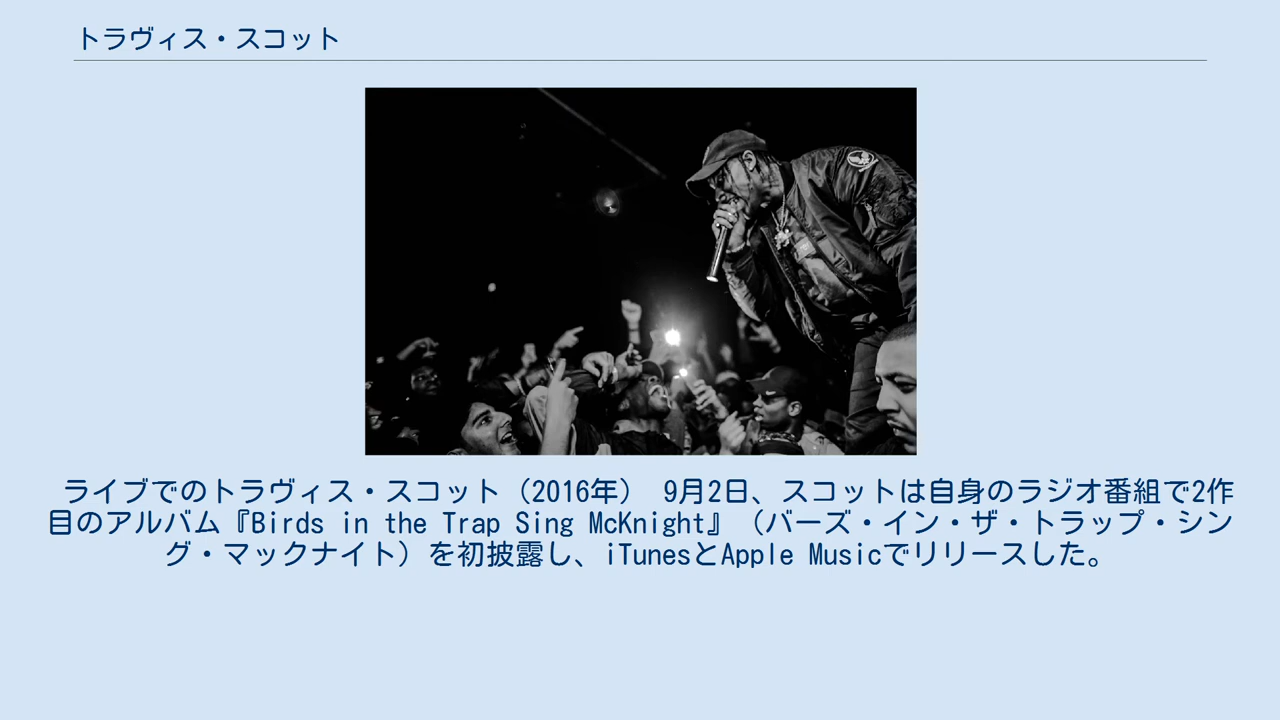 トラヴィス・スコット
ライブでのトラヴィス・スコット（2016年） 9月2日、スコットは自身のラジオ番組で2作
目のアルバム『Birds in the Trap Sing McKnight』（バーズ・イン・ザ・トラップ・シン
グ・マックナイト）を初披露し、iTunesとApple Musicでリリースした。